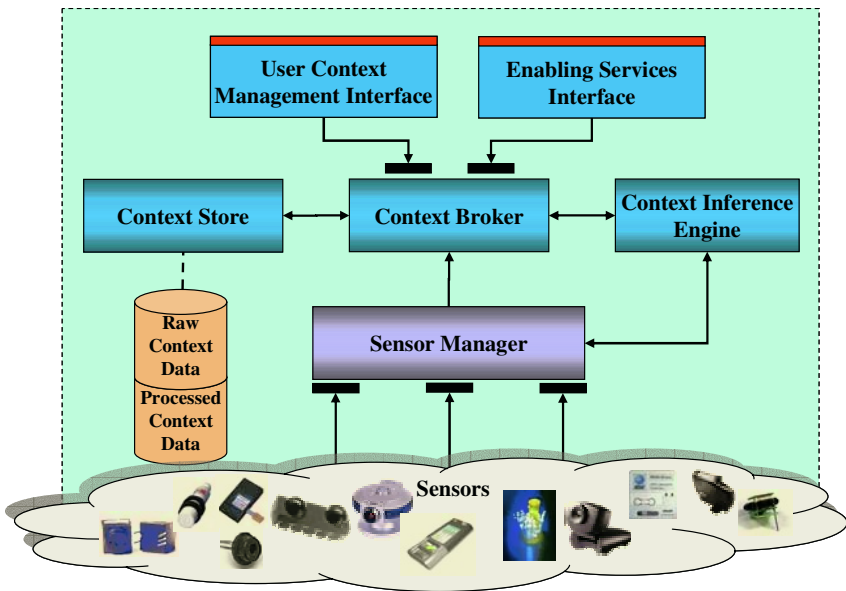 User Context
Management Interface
Enabling Services
Interface
Context Store
Context Broker
Context Inference
Engine
Raw
Context
Data
Sensor Manager
Processed
Context
Data
Sensors